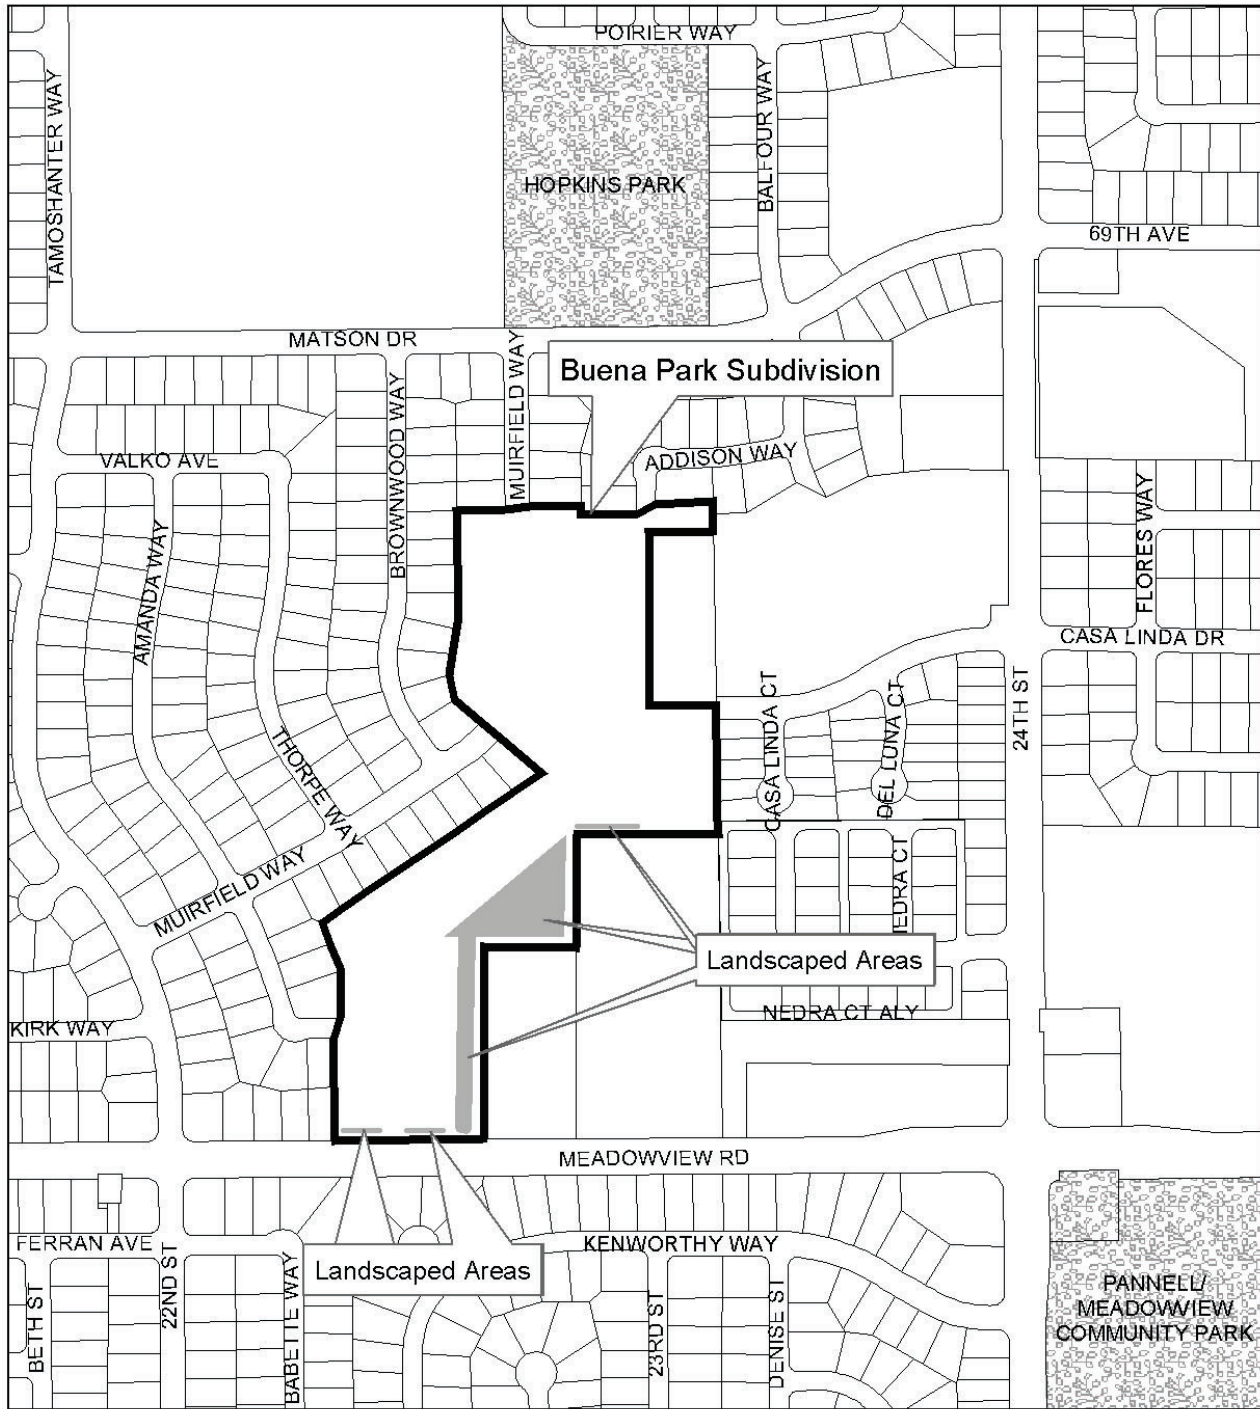 POIRIER WAY
TAMOSHANTER WAY
BALFOUR WAY
HOPKINS PARK
69TH AVE
MATSON DR
MUIRFIELD WAY
Buena Park Subdivision
BROWNWOOD WAY
ADDISON WAY
VALKO AVE
FLORES WAY
AMANDA WAY
CASA LINDA DR
24TH ST
CASA LINDA CT
DEL LUNA CT
THORPE WAY
MUIRFIELD WAY
IEDRA CT
Landscaped Areas
NEDRA CT ALY
KIRK WAY
MEADOWVIEW RD
FERRAN AVE
KENWORTHY WAY
Landscaped Areas
22ND ST
BETH ST
BABETTE WAY
23RD ST
DENISE ST
PANNELL/
MEADOWVIEW
COMMUNITY PARK